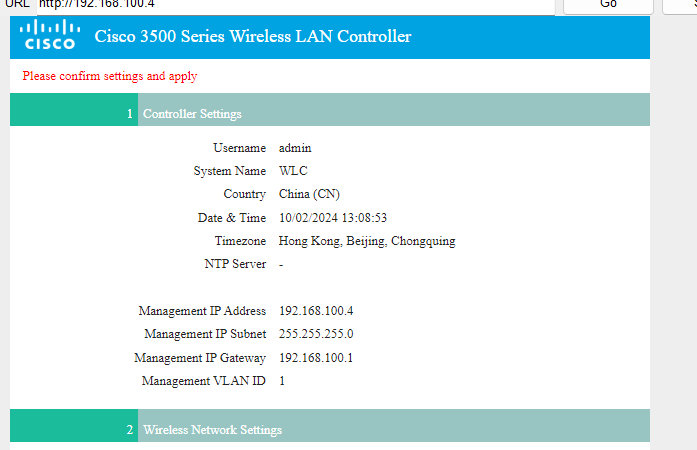 URL http://192.168.100.4 Go
CISCO Cisco 3500 Series Wireless LAN Controller
Please confirm settings and apply
1 Controller Settings
Username admin
System Name WLC
Country China (CN)
Date & Time 10/02/2024 13:08:53
Timezone Hong Kong, Beijing, Chongquing
NTP Server -
Management IP Address 192.168.100.4
Management IP Subnet 255.255.255.0
Management IP Gateway 192.168.100.1
Management VLAN ID 1
2 Wireless Network Settings